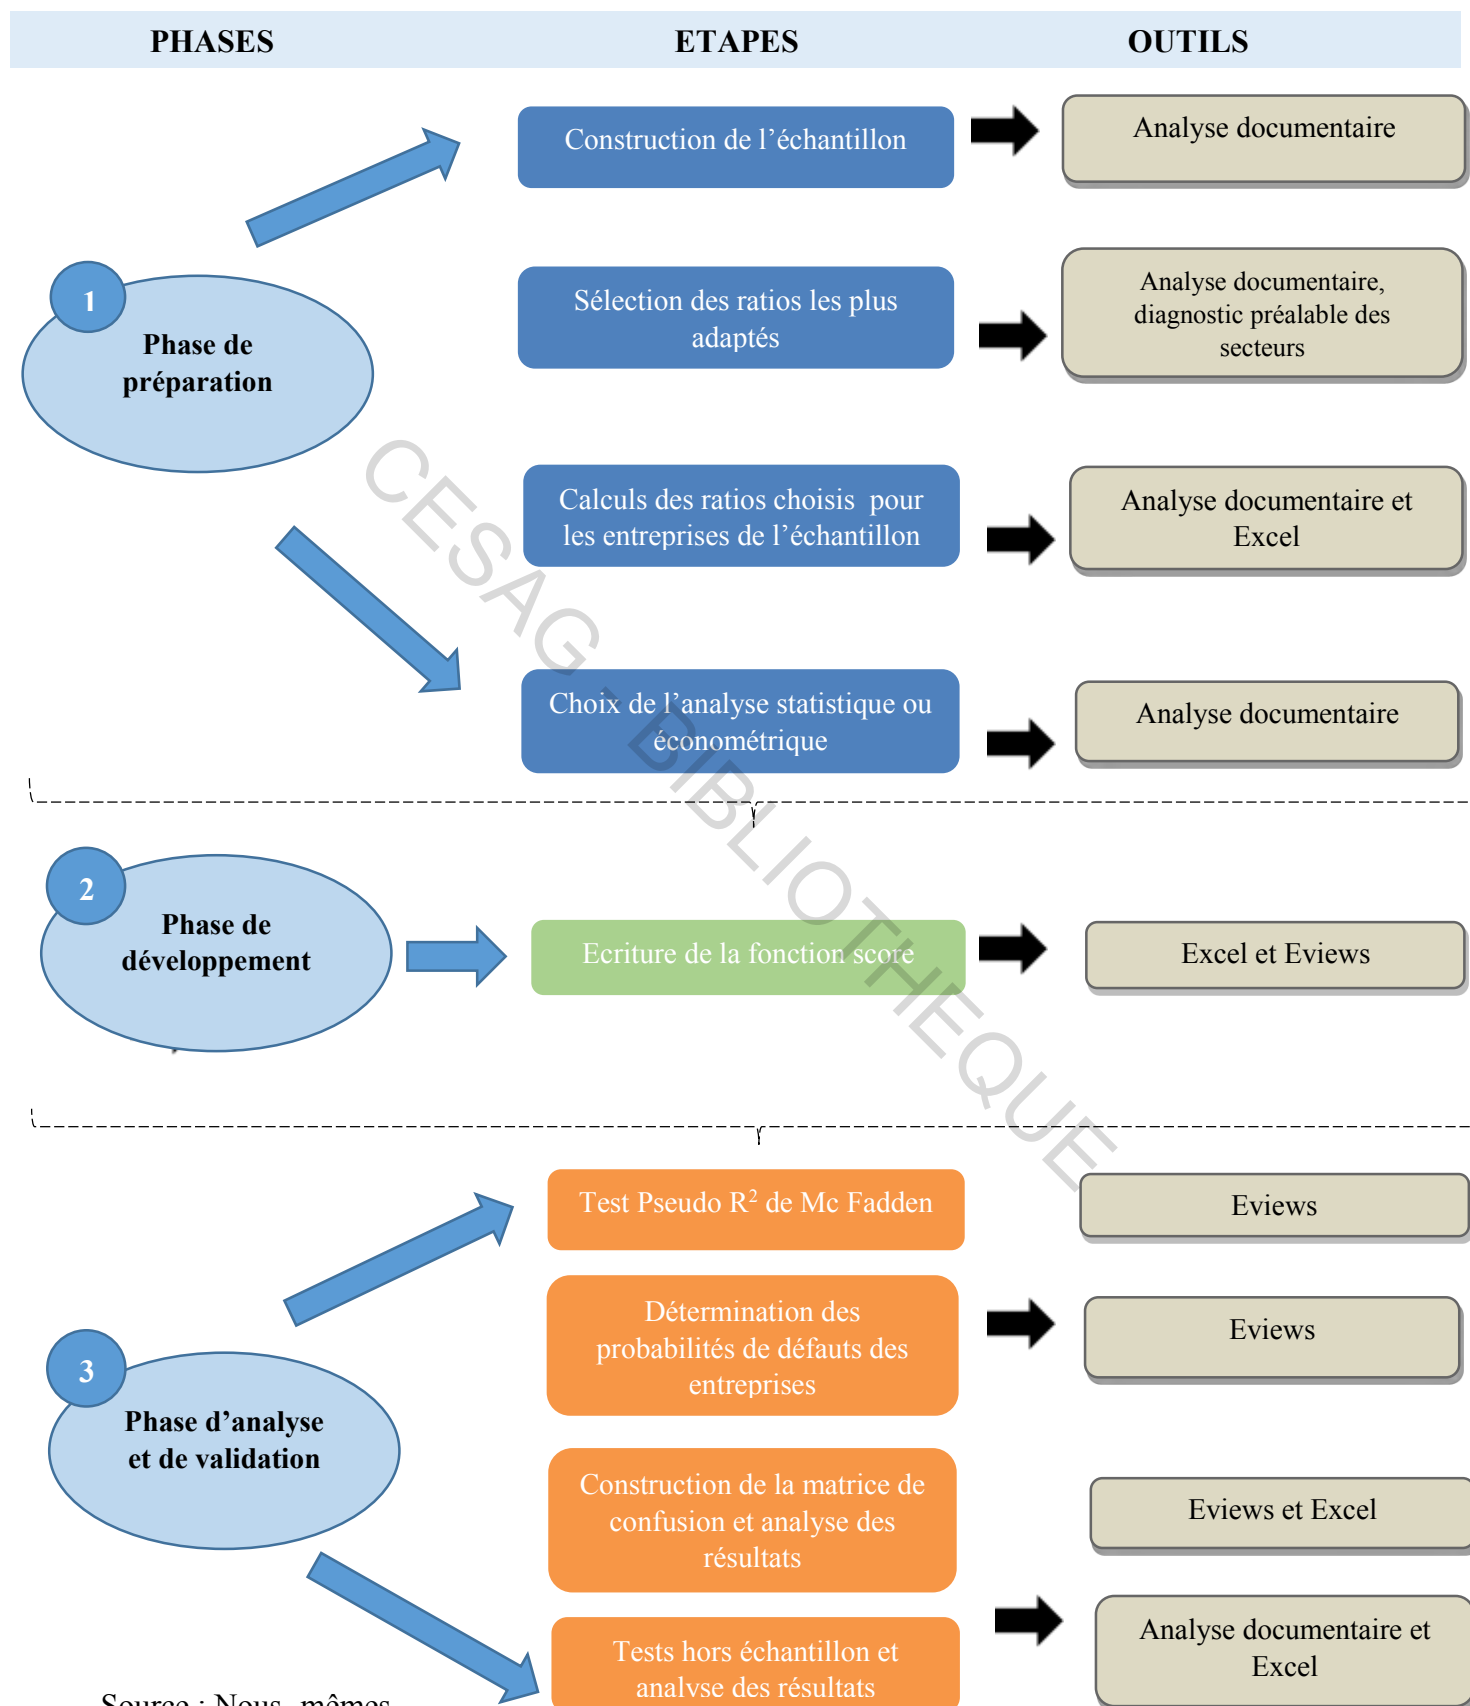 PHASES ETAPES OUTILS
Construction de l’échantillon
Analyse documentaire
1
Phase de
préparation
Sélection des ratios les plus
adaptés
Analyse documentaire,
diagnostic préalable des
secteurs
Calculs des ratios choisis pour
les entreprises de l’échantillon
Analyse documentaire et
Excel
Choix de l’analyse statistique ou
économétrique
Analyse documentaire
2
Phase de
développement
Ecriture de la fonction score
Excel et Eviews
Test Pseudo R² de Mc Fadden
Eviews
3
Phase d’analyse
et de validation
Détermination des
probabilités de défauts des
entreprises
Eviews
Construction de la matrice de
confusion et analyse des
résultats
Eviews et Excel
Tests hors échantillon et
analyse des résultats
Analyse documentaire et
Excel
Source : Nous- mêmes
CESAG - BIBLIOTHEQUE